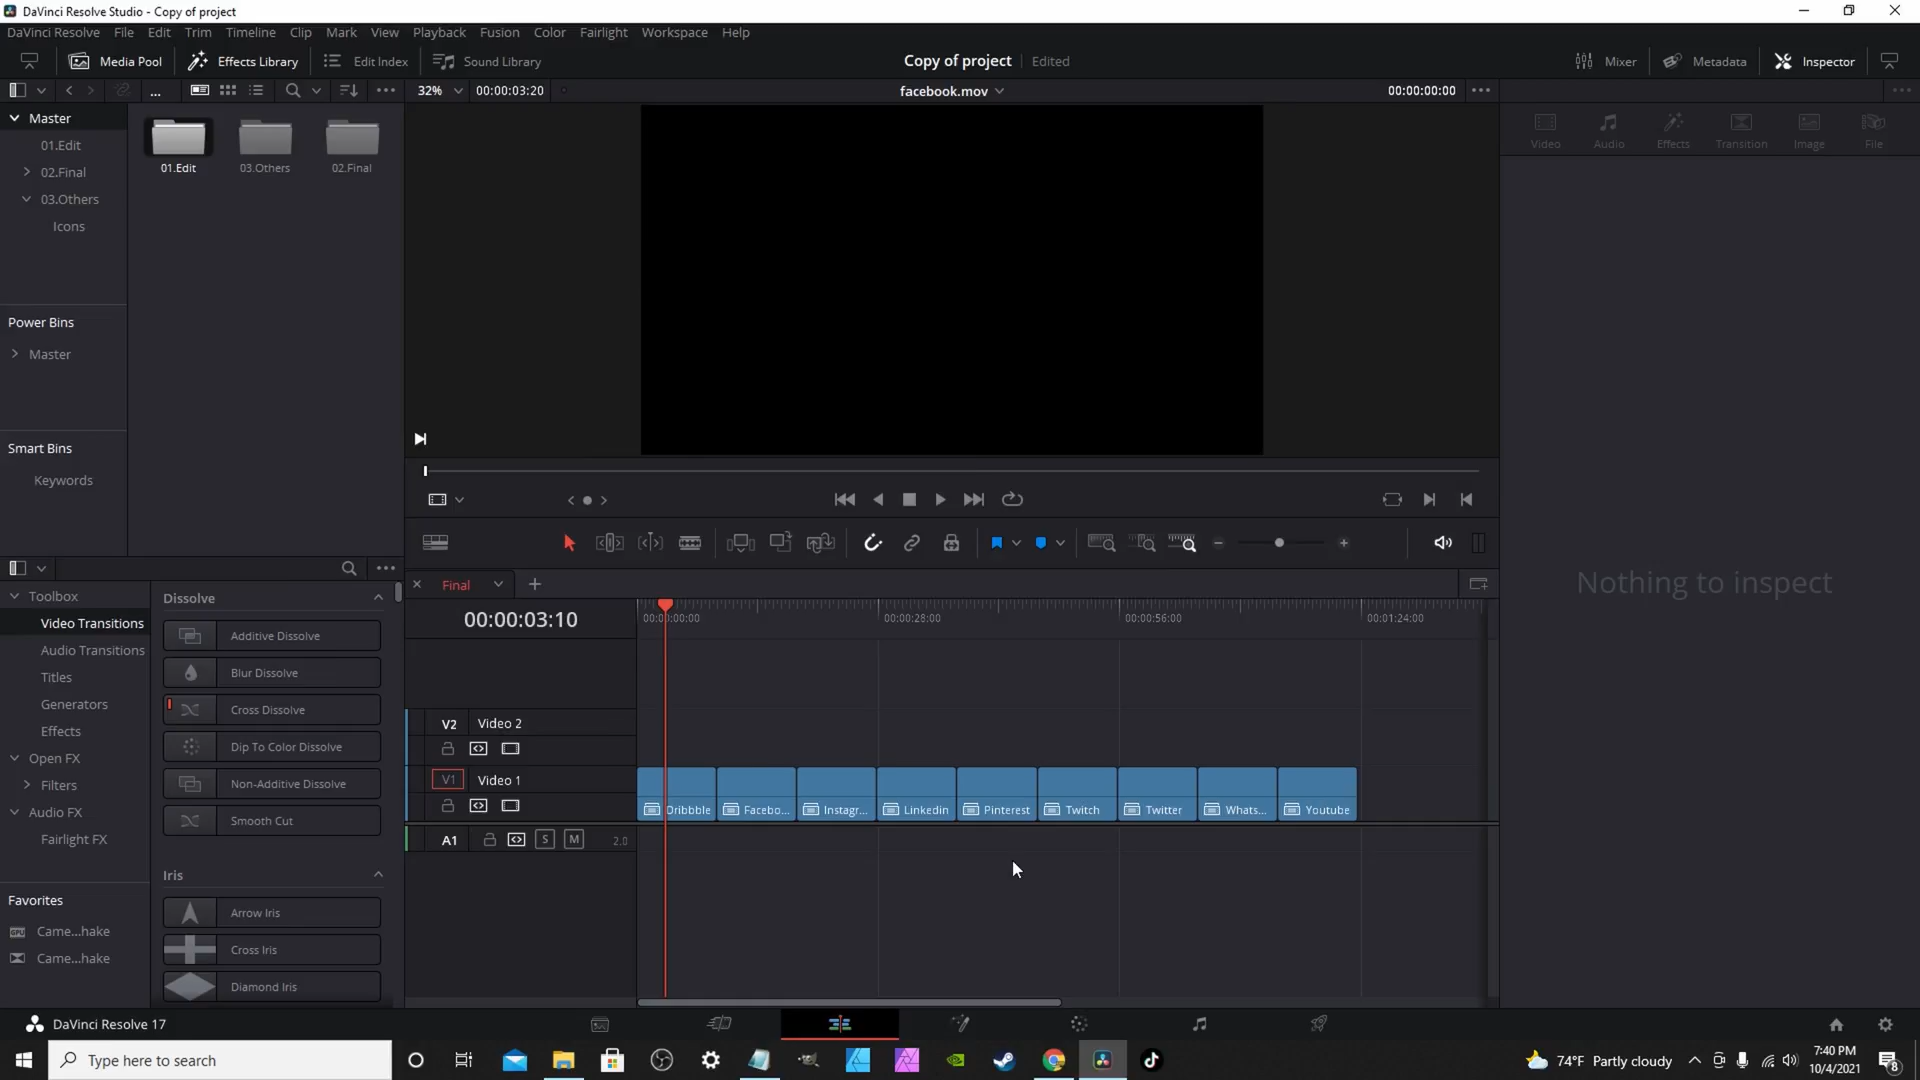 DaVinci Resolve Studio - Copy of project
DaVinci Resolve File Edit Trim Timeline Clip Mark View Playback Fusion Color Fairlight Workspace Help
Media Pool Effects Library Edit Index Sound Library Copy of project Edited Mixer Metadata Inspector
32% 00:00:03:20 facebook.mov 00:00:00:00
Master
01.Edit
02.Final
03.Others
Icons
01.Edit 03.Others 02.Final
Video Audio Effects Transition Image File
Power Bins
Master
Smart Bins
Keywords
Nothing to inspect
Toolbox
Video Transitions
Audio Transitions
Titles
Generators
Effects
Open FX
Filters
Audio FX
Fairlight FX
Favorites
Came...hake
Came...hake
Dissolve
Additive Dissolve
Blur Dissolve
Cross Dissolve
Dip To Color Dissolve
Non-Additive Dissolve
Smooth Cut
Iris
Arrow Iris
Cross Iris
Diamond Iris
Final
00:00:03:10
00:00:00:00 00:00:28:00 00:00:56:00 00:01:24:00
V2 Video 2
V1 Video 1
Dribbble Facebo... Instagr... Linkedin Pinterest Twitch Twitter Whats... Youtube
A1 S M 2.0
DaVinci Resolve 17
Type here to search
74°F Partly cloudy
7:40 PM
10/4/2021
8